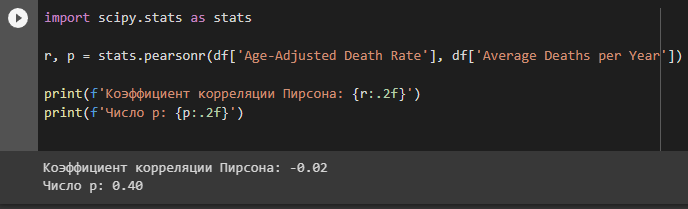 import scipy.stats as stats
r, p = stats.pearsonr(df['Age-Adjusted Death Rate'], df['Average Deaths per Year'])
print(f'Коэффициент корреляции Пирсона: {r:.2f}')
print(f'Число p: {p:.2f}')
Коэффициент корреляции Пирсона: -0.02
Число p: 0.40